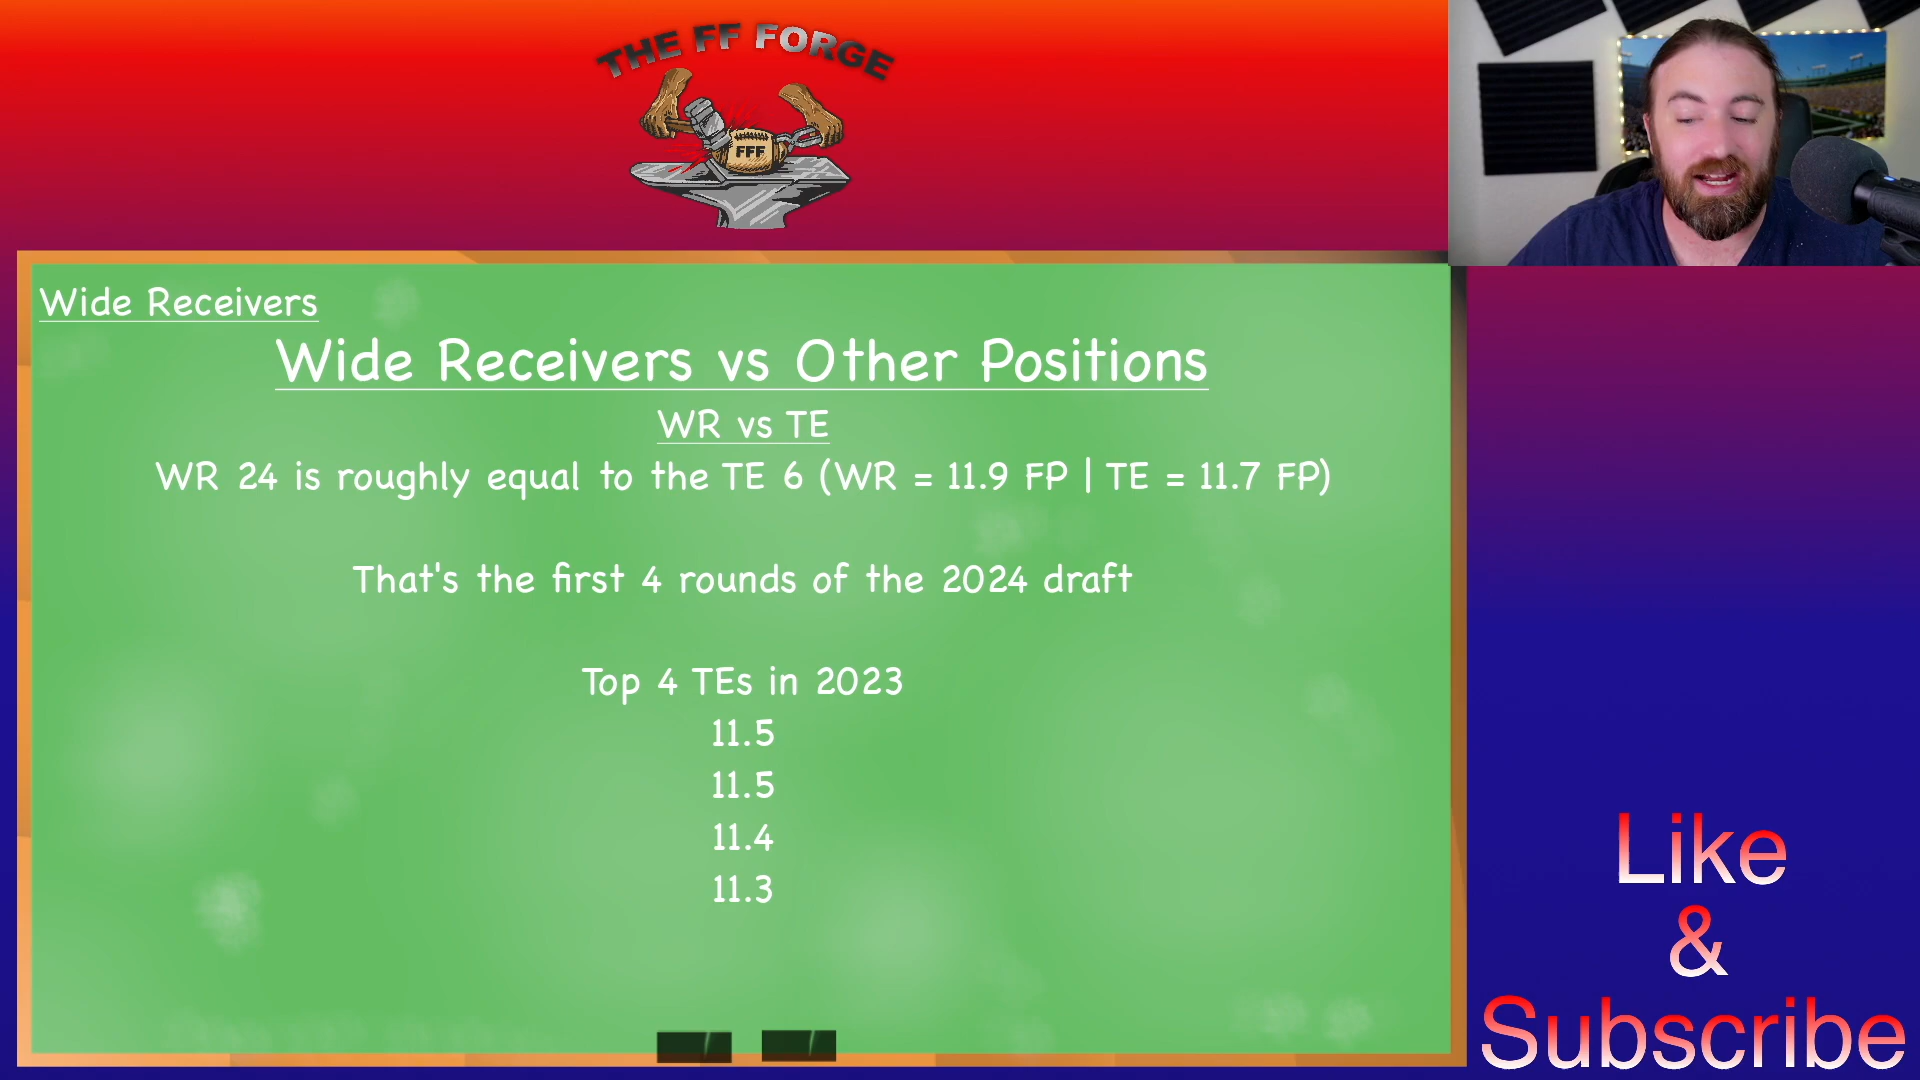 THE FF FORGE
FFF
Wide Receivers
Wide Receivers vs Other Positions
WR vs TE
WR 24 is roughly equal to the TE 6 (WR = 11.9 FP | TE = 11.7 FP)
That's the first 4 rounds of the 2024 draft
Top 4 TEs in 2023
11.5
11.5
11.4
11.3
Like
&
Subscribe